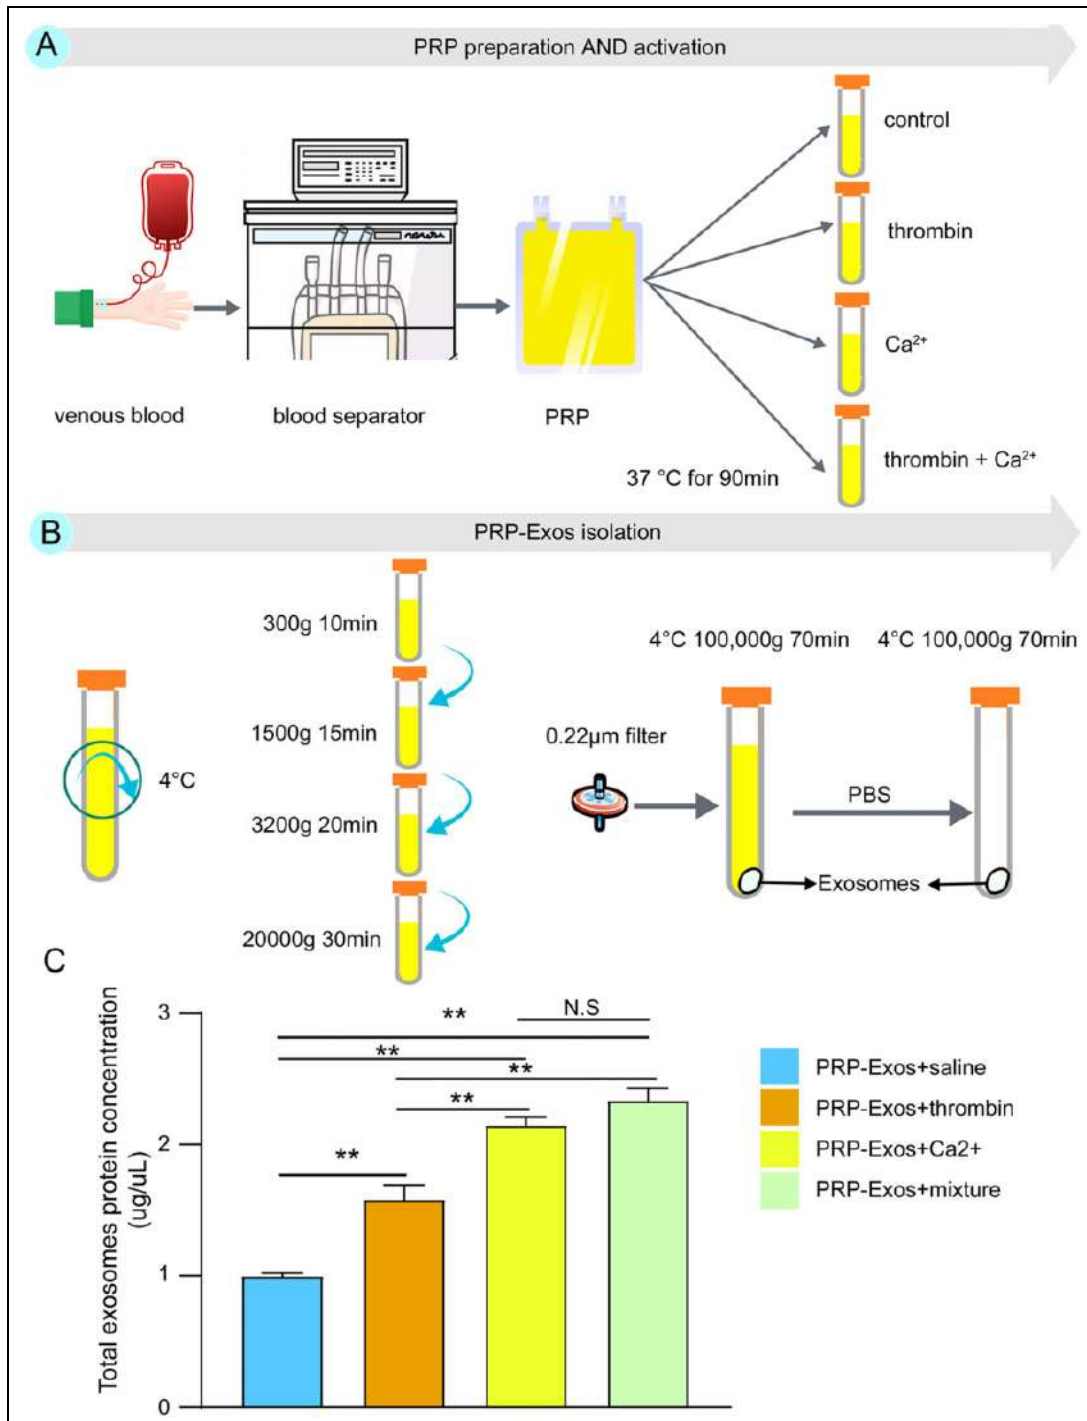 A
PRP preparation AND activation
control
thrombin
Ca²⁺
thrombin + Ca²⁺
venous blood
blood separator
PRP
37 °C for 90min
B
PRP-Exos isolation
300g 10min
1500g 15min
3200g 20min
20000g 30min
4°C
0.22μm filter
4°C 100,000g 70min
4°C 100,000g 70min
PBS
Exosomes
C
Total exosomes protein concentration
(ug/uL)
3
2
1
0
N.S
**
**
**
**
**
PRP-Exos+saline
PRP-Exos+thrombin
PRP-Exos+Ca2+
PRP-Exos+mixture